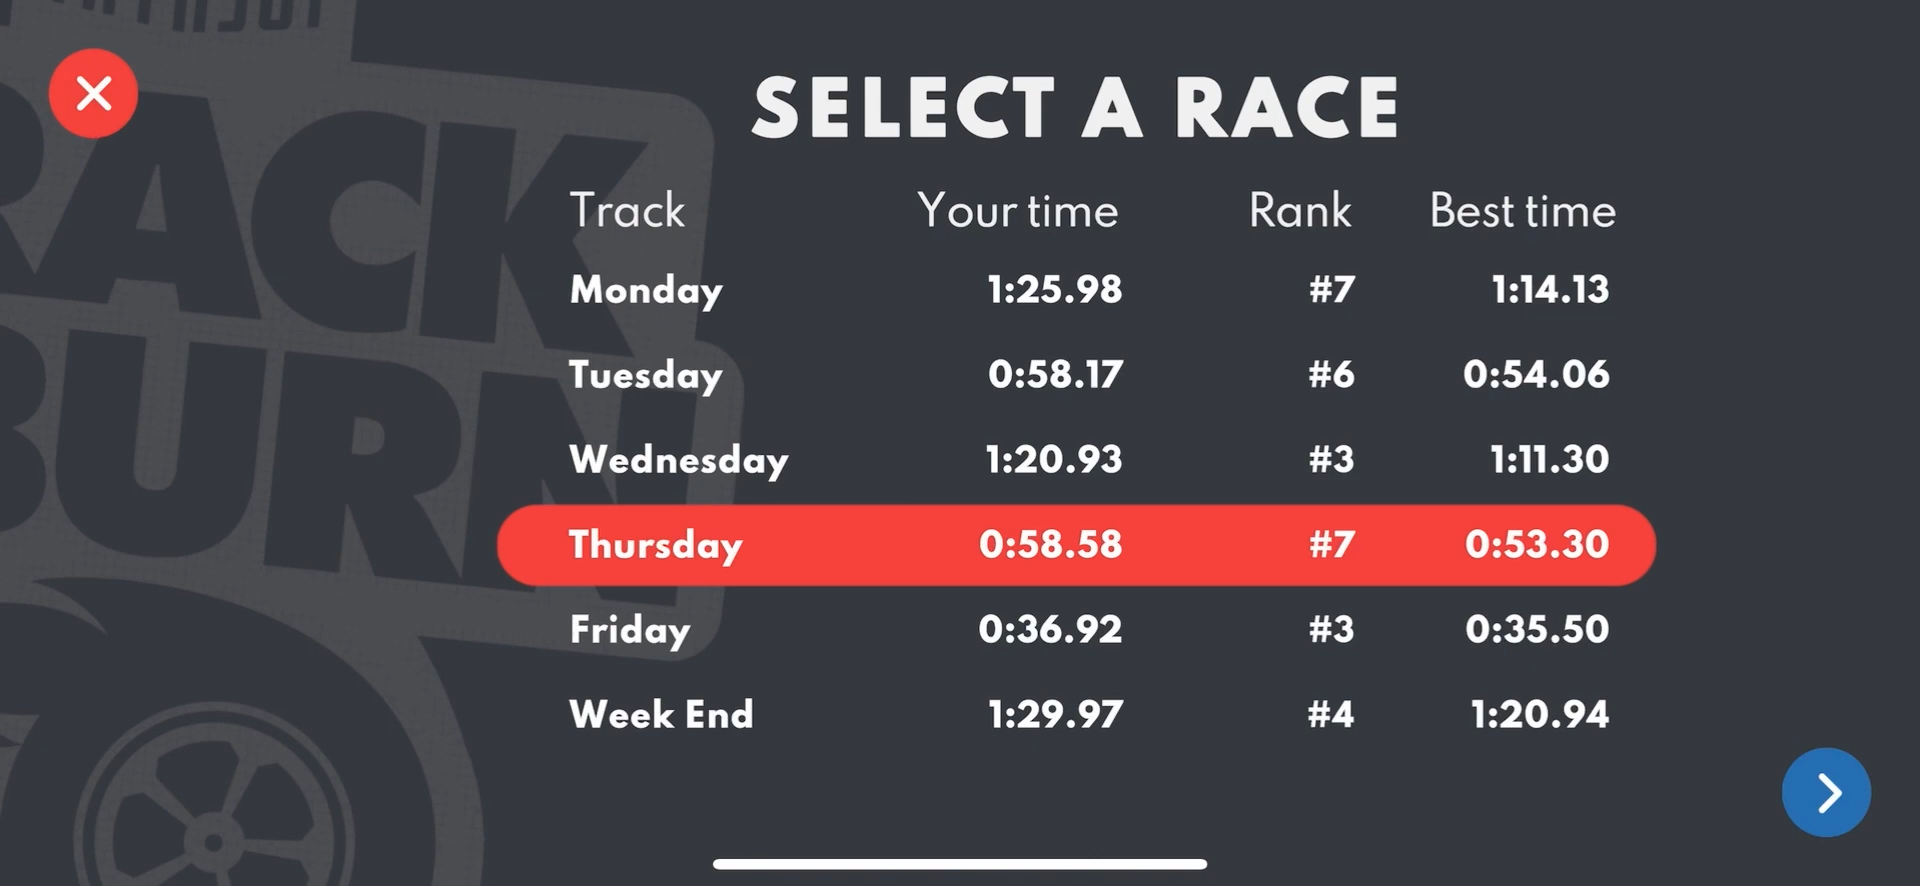 SELECT A RACE
Track Your time Rank Best time
Monday 1:25.98 #7 1:14.13
Tuesday 0:58.17 #6 0:54.06
Wednesday 1:20.93 #3 1:11.30
Thursday 0:58.58 #7 0:53.30
Friday 0:36.92 #3 0:35.50
Week End 1:29.97 #4 1:20.94
RACK
BURN